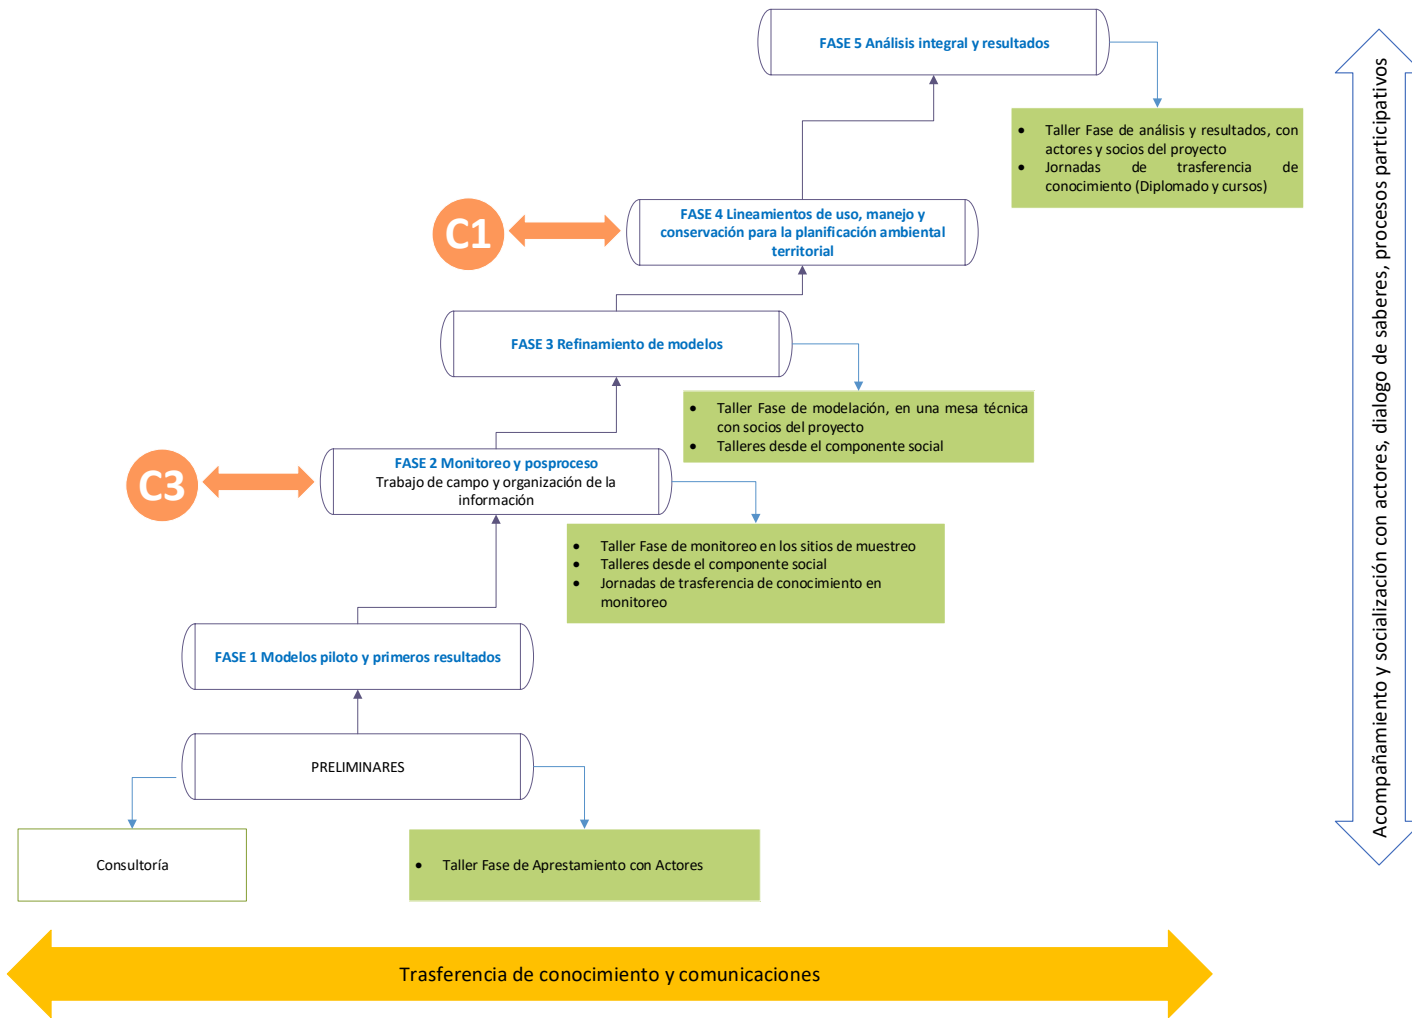 FASE 5 Análisis integral y resultados
• Taller Fase de análisis y resultados, con
actores y socios del proyecto
• Jornadas de trasferencia de
conocimiento (Diplomado y cursos)
C1
FASE 4 Lineamientos de uso, manejo y
conservación para la planificación ambiental
territorial
FASE 3 Refinamiento de modelos
• Taller Fase de modelación, en una mesa técnica
con socios del proyecto
• Talleres desde el componente social
C3
FASE 2 Monitoreo y posproceso
Trabajo de campo y organización de la
información
• Taller Fase de monitoreo en los sitios de muestreo
• Talleres desde el componente social
• Jornadas de trasferencia de conocimiento en
monitoreo
FASE 1 Modelos piloto y primeros resultados
PRELIMINARES
Consultoría
• Taller Fase de Aprestamiento con Actores
Trasferencia de conocimiento y comunicaciones
Acompañamiento y socialización con actores, dialogo de saberes, procesos participativos